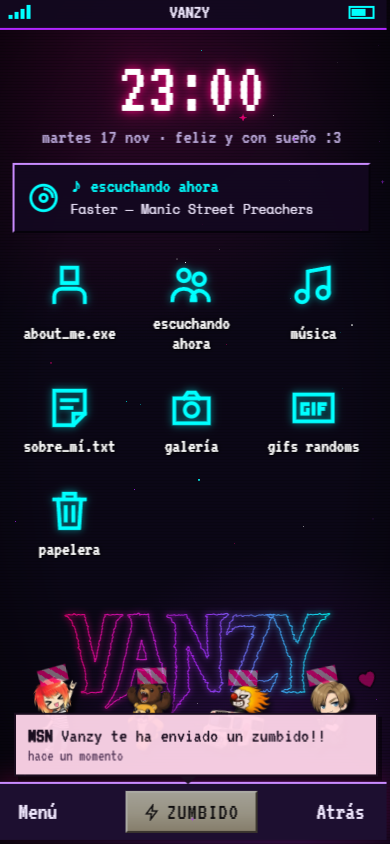 VANZY
23:00
martes 17 nov · feliz y con sueño :3
♪ escuchando ahora
Faster — Manic Street Preachers
about_me.exe
escuchando
ahora
música
sobre_mí.txt
galería
GIF
gifs randoms
papelera
VANZY
MSN Vanzy te ha enviado un zumbido!!
hace un momento
Menú
ZUMBIDO
Atrás